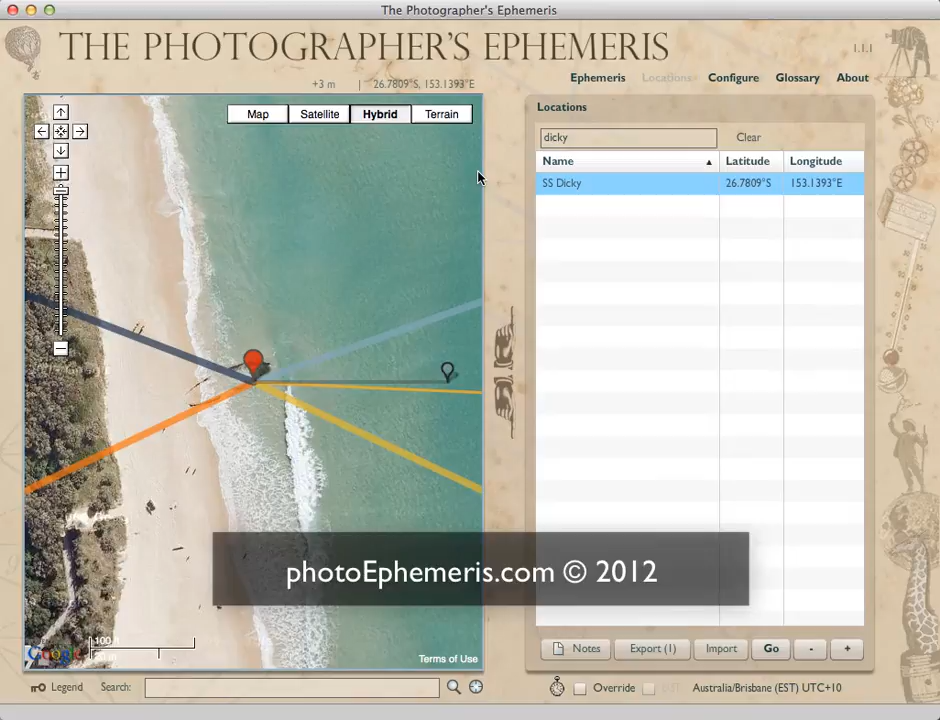 The Photographer's Ephemeris
THE PHOTOGRAPHER'S EPHEMERIS
1.1.1
Ephemeris Locations Configure Glossary About
+3 m | 26.7809°S, 153.1393°E
Map Satellite Hybrid Terrain
Locations
dicky Clear
Name Latitude Longitude
SS Dicky 26.7809°S 153.1393°E
photoEphemeris.com © 2012
100 ft
Google
Terms of Use
Notes Export (1) Import Go - +
Legend Search:
Override Australia/Brisbane (EST) UTC+10